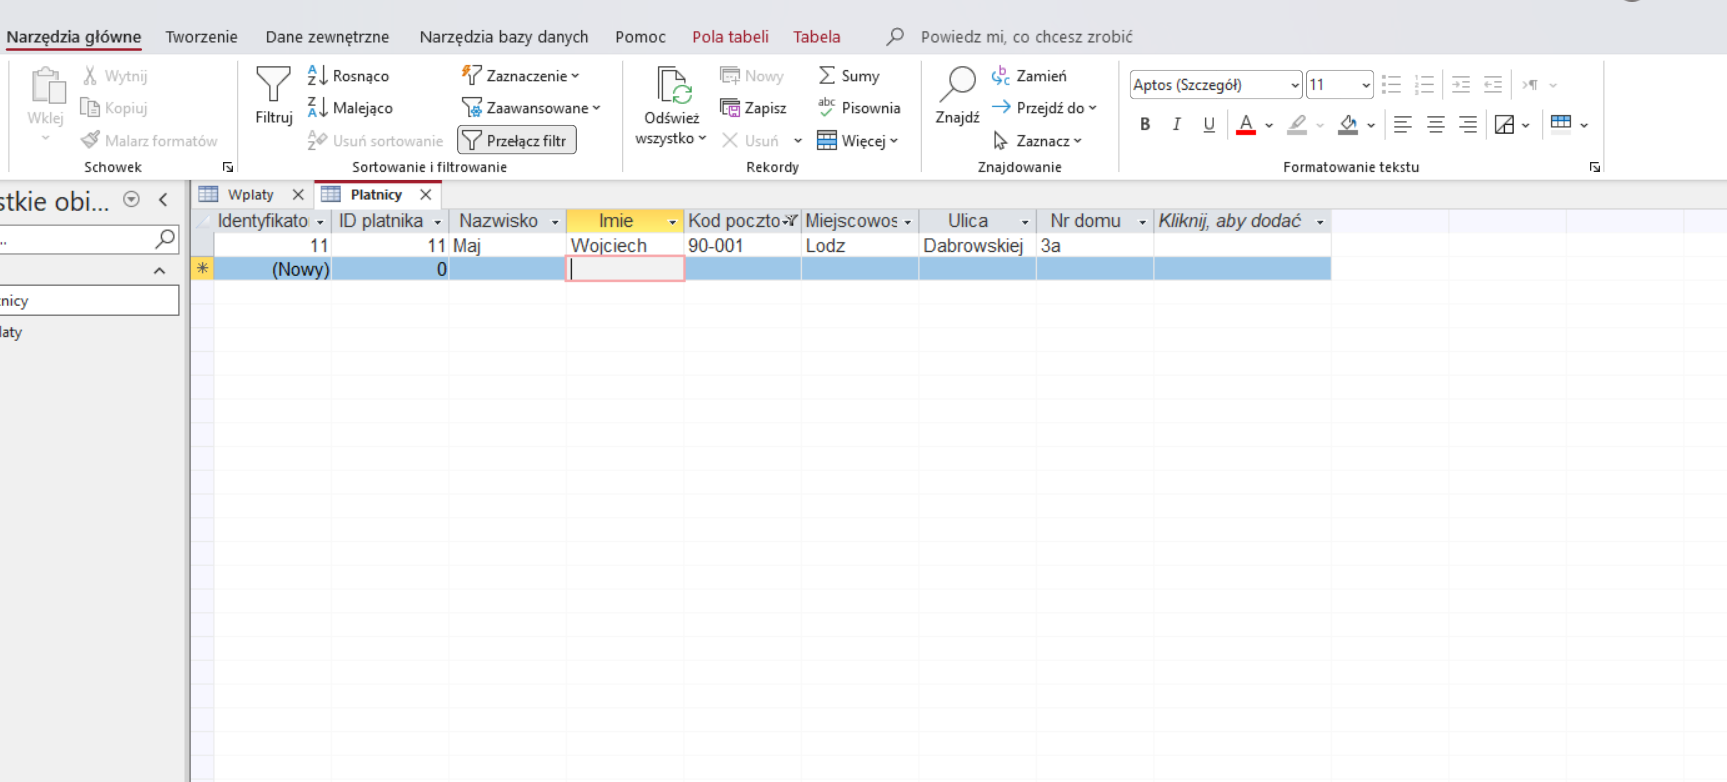 Narzędzia główne Tworzenie Dane zewnętrzne Narzędzia bazy danych Pomoc Pola tabeli Tabela Powiedz mi, co chcesz zrobić
Wklej
Wytnij
Kopiuj
Malarz formatów
Schowek
Filtruj
Rosnąco
Malejąco
Usuń sortowanie
Zaznaczenie
Zaawansowane
Przełącz filtr
Sortowanie i filtrowanie
Odśwież
wszystko
Nowy
Zapisz
Usuń
Sumy
Pisownia
Więcej
Rekordy
Znajdź
Zamień
Przejdź do
Zaznacz
Znajdowanie
Aptos (Szczegół) 11
B I U A
Formatowanie tekstu
stkie obi...
..
nicy
laty
Wplaty Platnicy
Identyfikato ID platnika Nazwisko Imie Kod poczto Miejscowos Ulica Nr domu Kliknij, aby dodać
11 11 Maj Wojciech 90-001 Lodz Dabrowskiej 3a
(Nowy) 0